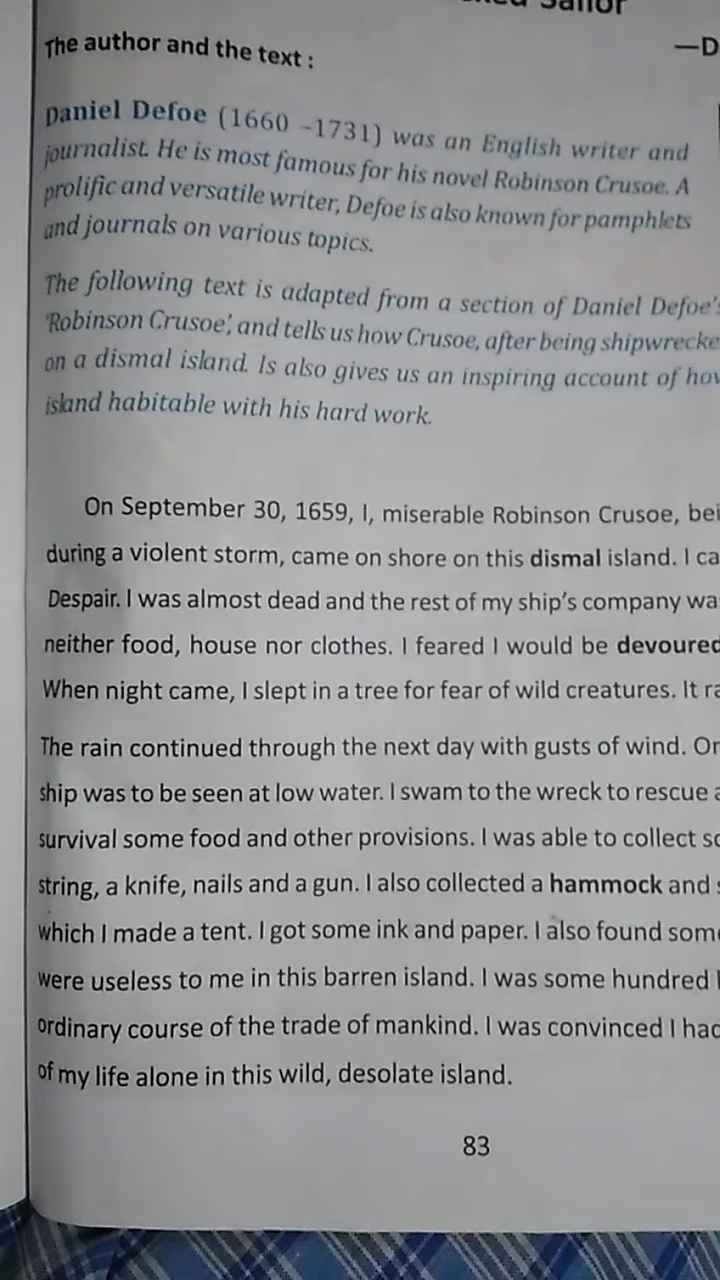 Sailor
The author and the text :
—D
Daniel Defoe (1660 –1731) was an English writer and
journalist. He is most famous for his novel Robinson Crusoe. A
prolific and versatile writer, Defoe is also known for pamphlets
and journals on various topics.
The following text is adapted from a section of Daniel Defoe's
'Robinson Crusoe', and tells us how Crusoe, after being shipwrecke
on a dismal island. Is also gives us an inspiring account of how
island habitable with his hard work.
On September 30, 1659, I, miserable Robinson Crusoe, bei
during a violent storm, came on shore on this dismal island. I ca
Despair. I was almost dead and the rest of my ship's company wa
neither food, house nor clothes. I feared I would be devoured
When night came, I slept in a tree for fear of wild creatures. It ra
The rain continued through the next day with gusts of wind. On
ship was to be seen at low water. I swam to the wreck to rescue a
survival some food and other provisions. I was able to collect so
string, a knife, nails and a gun. I also collected a hammock and s
which I made a tent. I got some ink and paper. I also found some
were useless to me in this barren island. I was some hundred l
ordinary course of the trade of mankind. I was convinced I had
of my life alone in this wild, desolate island.
83